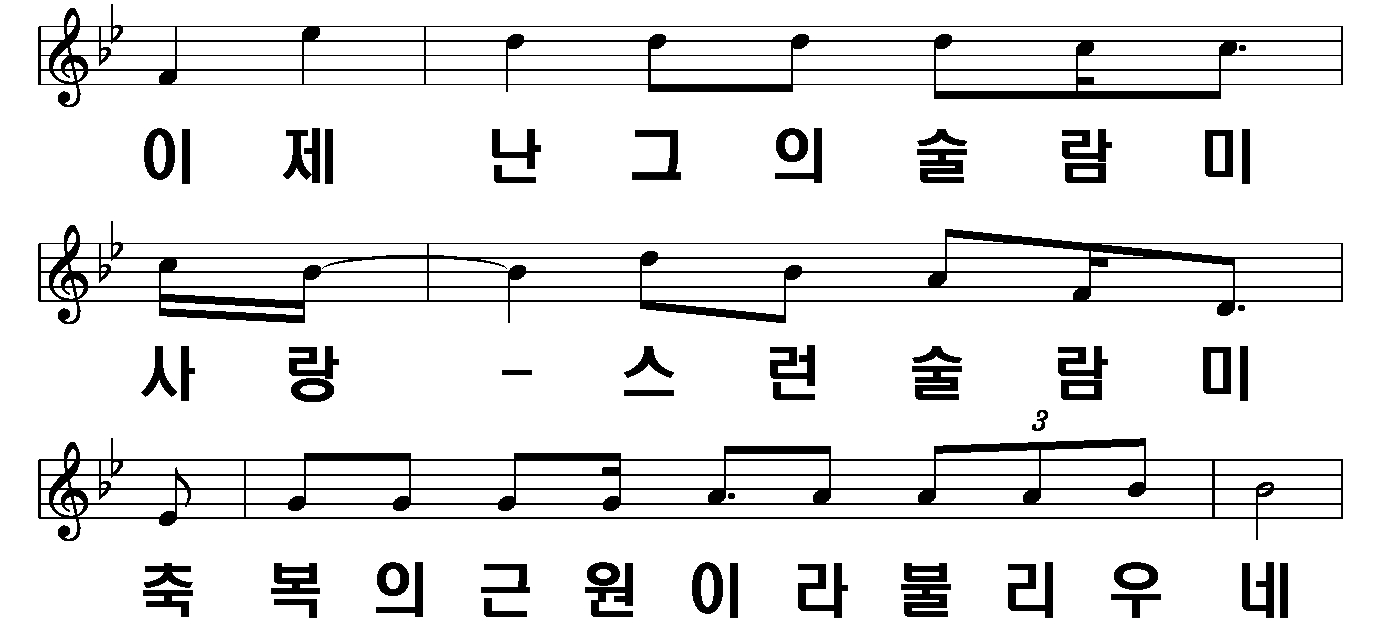 이 제 난 그 의 술 람 미
사 랑 - 스 런 술 람 미
3
축 복 의 근 원 이 라 불 리 우 네